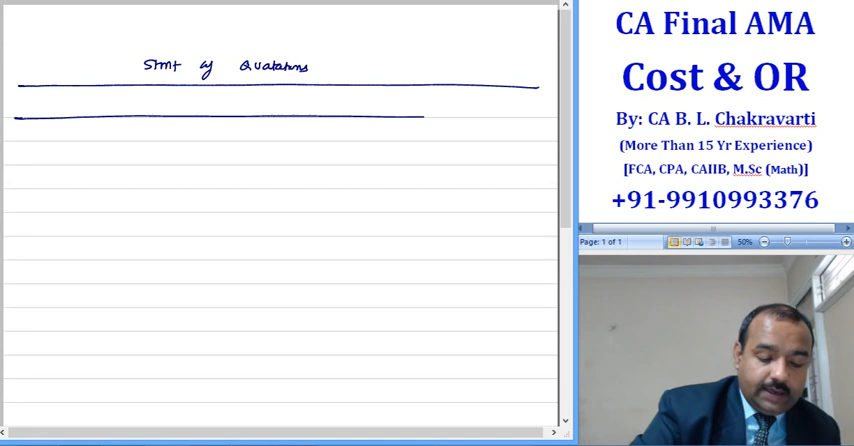 Stmt of Quatations
CA Final AMA
Cost & OR
By: CA B. L. Chakravarti
(More Than 15 Yr Experience)
[FCA, CPA, CAIIB, M.Sc (Math)]
+91-9910993376
Page: 1 of 1
50%